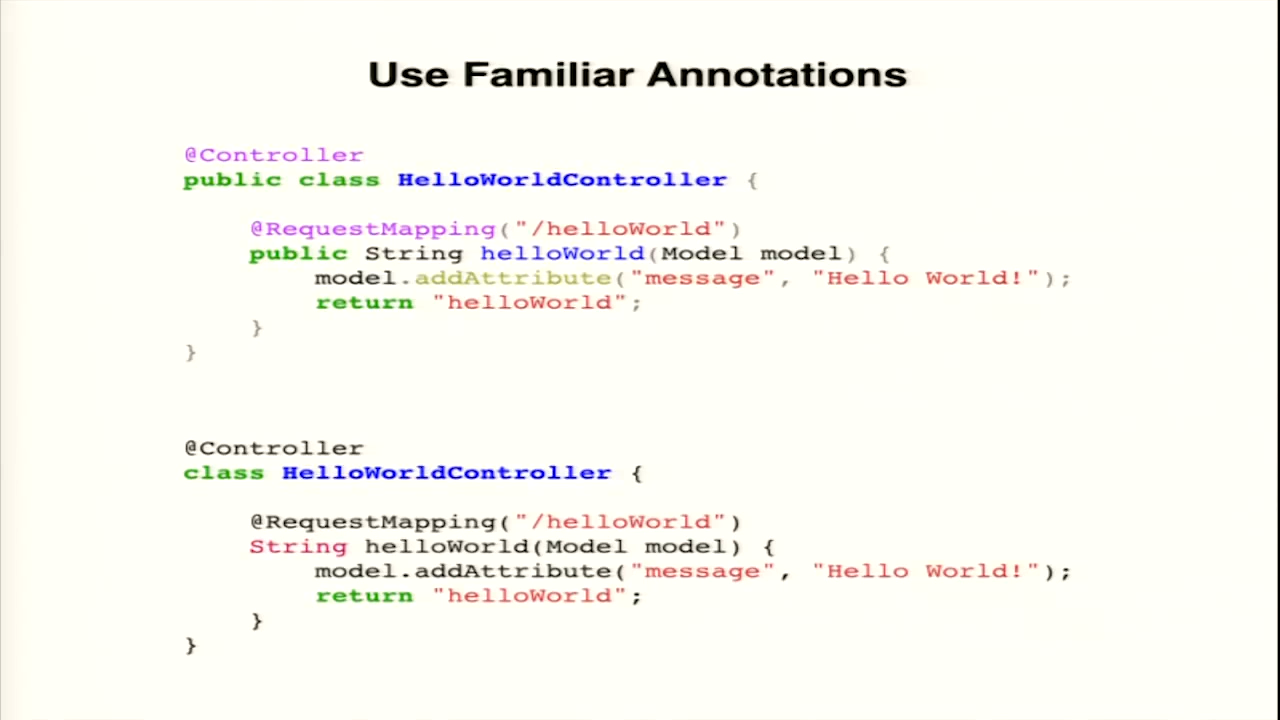 Use Familiar Annotations
@Controller
public class HelloWorldController {
@RequestMapping("/helloWorld")
public String helloWorld(Model model) {
model.addAttribute("message", "Hello World!");
return "helloWorld";
}
}
@Controller
class HelloWorldController {
@RequestMapping("/helloWorld")
String helloWorld(Model model) {
model.addAttribute("message", "Hello World!");
return "helloWorld";
}
}